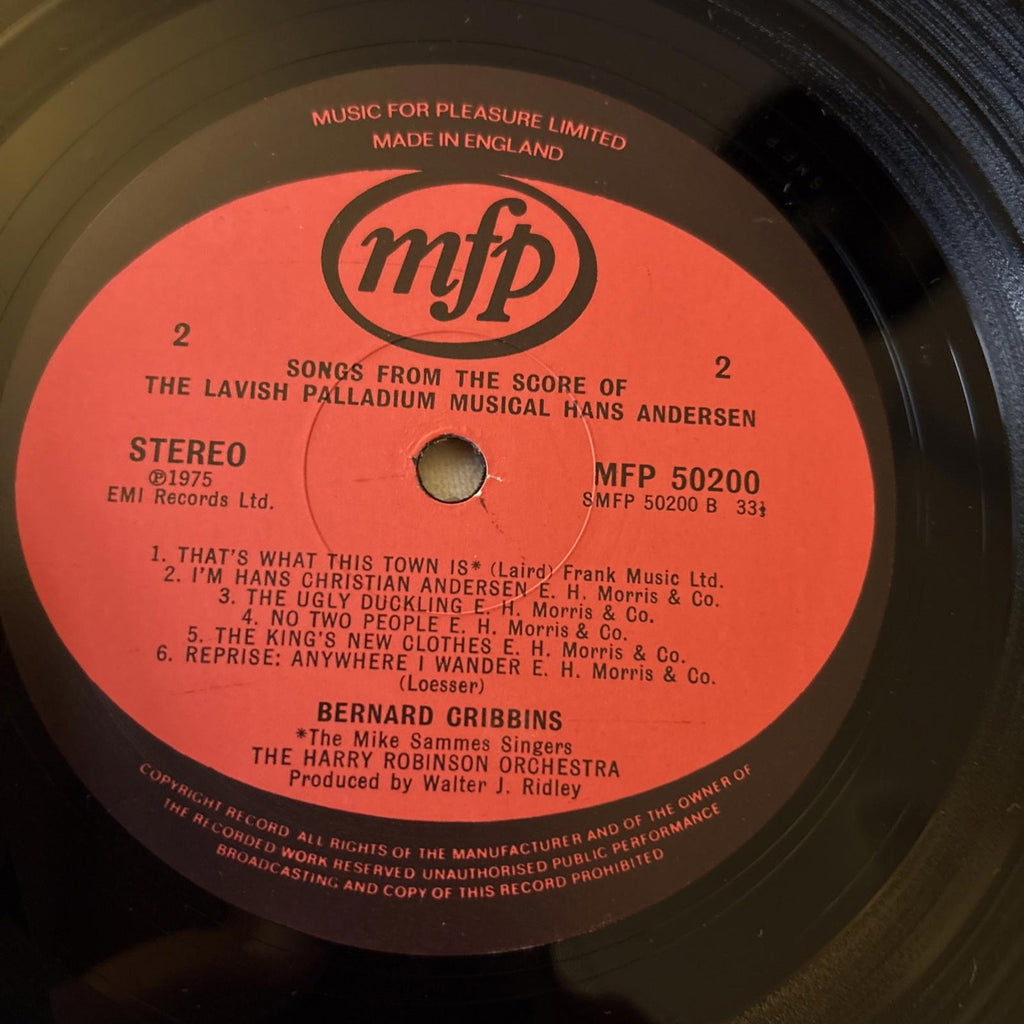 MUSIC FOR PLEASURE LIMITED
MADE IN ENGLAND
mfp
2
2
SONGS FROM THE SCORE OF
THE LAVISH PALLADIUM MUSICAL HANS ANDERSEN
STEREO
℗1975
EMI Records Ltd.
MFP 50200
SMFP 50200 B 33⅓
1. THAT'S WHAT THIS TOWN IS* (Laird) Frank Music Ltd.
2. I'M HANS CHRISTIAN ANDERSEN E. H. Morris & Co.
3. THE UGLY DUCKLING E. H. Morris & Co.
4. NO TWO PEOPLE E. H. Morris & Co.
5. THE KING'S NEW CLOTHES E. H. Morris & Co.
6. REPRISE: ANYWHERE I WANDER E. H. Morris & Co.
(Loesser)
BERNARD CRIBBINS
*The Mike Sammes Singers
THE HARRY ROBINSON ORCHESTRA
Produced by Walter J. Ridley
COPYRIGHT RECORD ALL RIGHTS OF THE MANUFACTURER AND OF THE OWNER OF
THE RECORDED WORK RESERVED UNAUTHORISED PUBLIC PERFORMANCE
BROADCASTING AND COPY OF THIS RECORD PROHIBITED